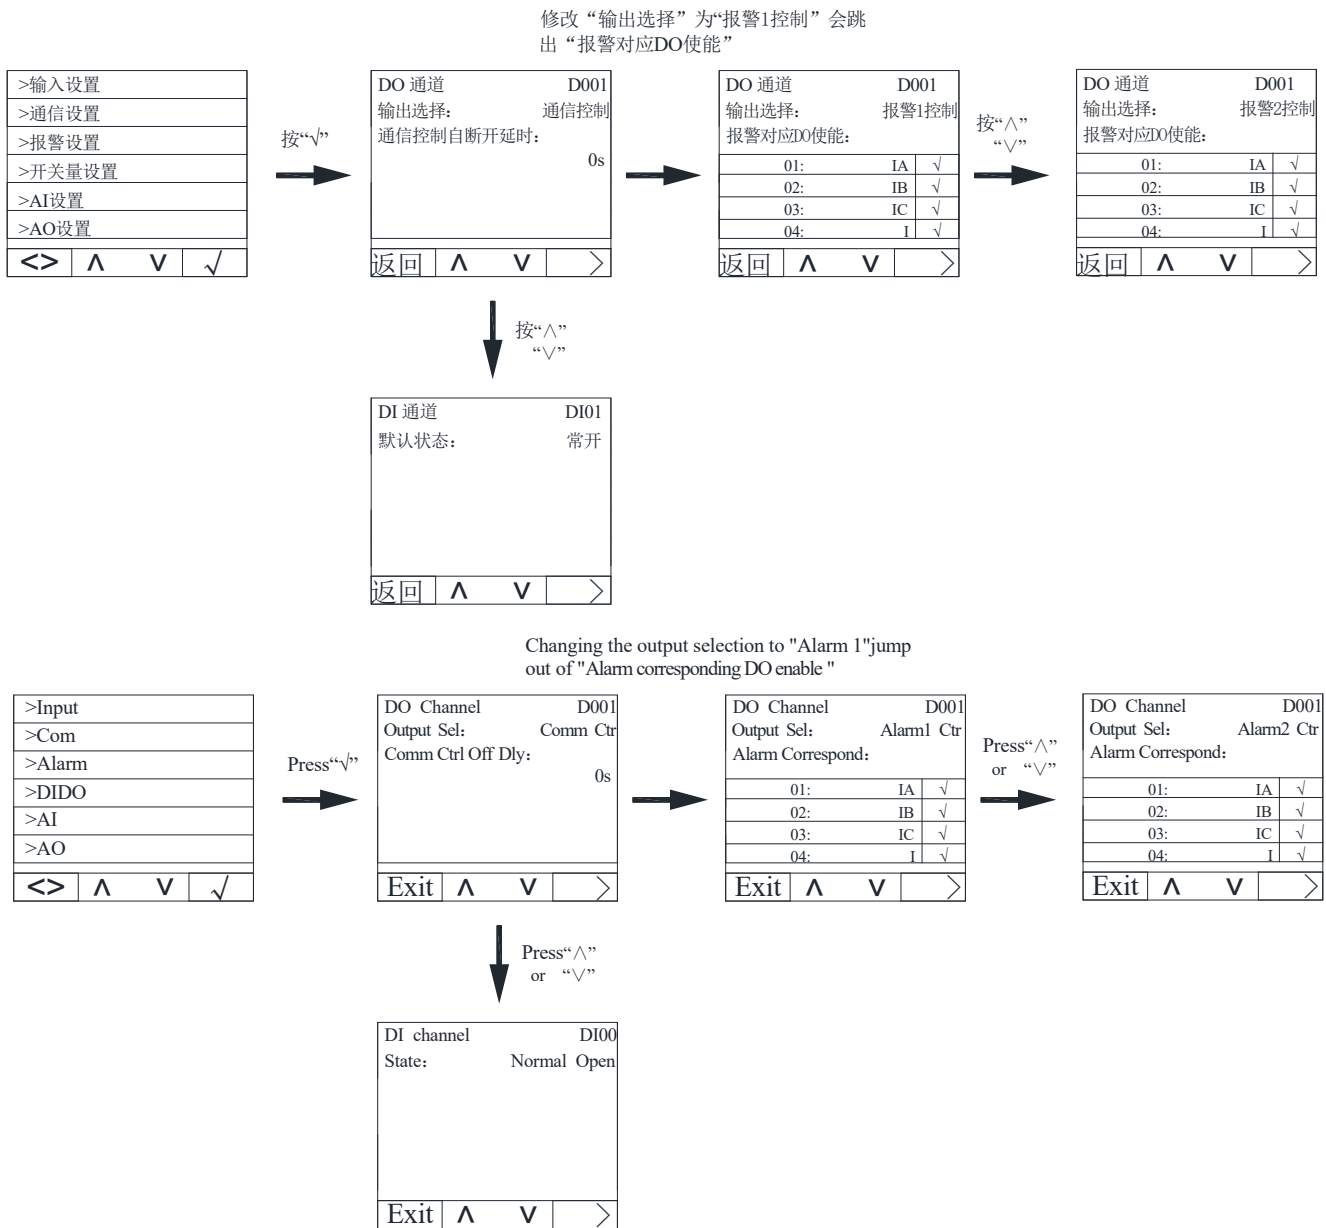 修改“输出选择”为“报警1控制”会跳
出“报警对应DO使能”
>输入设置
>通信设置
>报警设置
>开关量设置
>AI设置
>AO设置
<> ∧ ∨ √
按“√”
DO 通道 D001
输出选择： 通信控制
通信控制自断开延时：
0s
返回 ∧ ∨ >
DO 通道 D001
输出选择： 报警1控制
报警对应DO使能：
01: IA √
02: IB √
03: IC √
04: I √
返回 ∧ ∨ >
按“∧”
“∨”
DO 通道 D001
输出选择： 报警2控制
报警对应DO使能：
01: IA √
02: IB √
03: IC √
04: I √
返回 ∧ ∨ >
按“∧”
“∨”
DI 通道 DI01
默认状态： 常开
返回 ∧ ∨ >
Changing the output selection to "Alarm 1"jump
out of "Alarm corresponding DO enable "
>Input
>Com
>Alarm
>DIDO
>AI
>AO
<> ∧ ∨ √
Press“√”
DO Channel D001
Output Sel： Comm Ctr
Comm Ctrl Off Dly：
0s
Exit ∧ ∨ >
DO Channel D001
Output Sel： Alarm1 Ctr
Alarm Correspond：
01: IA √
02: IB √
03: IC √
04: I √
Exit ∧ ∨ >
Press“∧”
or “∨”
DO Channel D001
Output Sel： Alarm2 Ctr
Alarm Correspond：
01: IA √
02: IB √
03: IC √
04: I √
Exit ∧ ∨ >
Press“∧”
or “∨”
DI channel DI00
State： Normal Open
Exit ∧ ∨ >